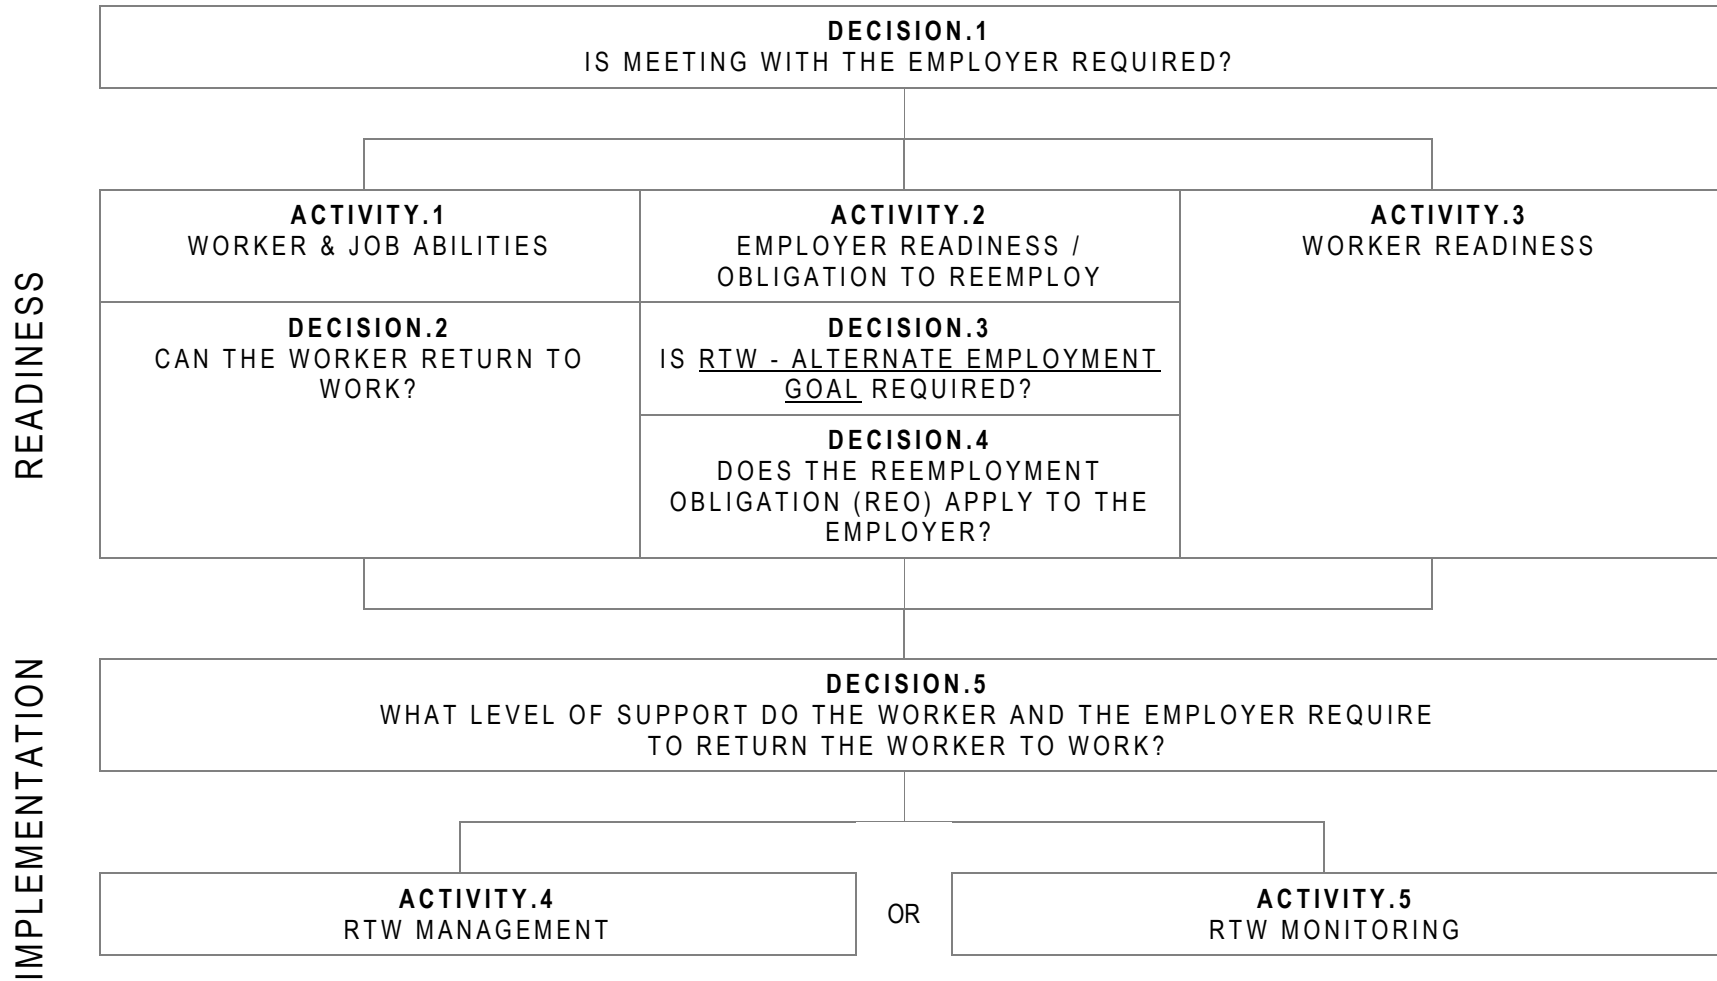 DECISION.1
IS MEETING WITH THE EMPLOYER REQUIRED?
READINESS
ACTIVITY.1
WORKER & JOB ABILITIES
DECISION.2
CAN THE WORKER RETURN TO
WORK?
ACTIVITY.2
EMPLOYER READINESS /
OBLIGATION TO REEMPLOY
DECISION.3
IS RTW - ALTERNATE EMPLOYMENT
GOAL REQUIRED?
DECISION.4
DOES THE REEMPLOYMENT
OBLIGATION (REO) APPLY TO THE
EMPLOYER?
ACTIVITY.3
WORKER READINESS
IMPLEMENTATION
DECISION.5
WHAT LEVEL OF SUPPORT DO THE WORKER AND THE EMPLOYER REQUIRE
TO RETURN THE WORKER TO WORK?
ACTIVITY.4
RTW MANAGEMENT
OR
ACTIVITY.5
RTW MONITORING